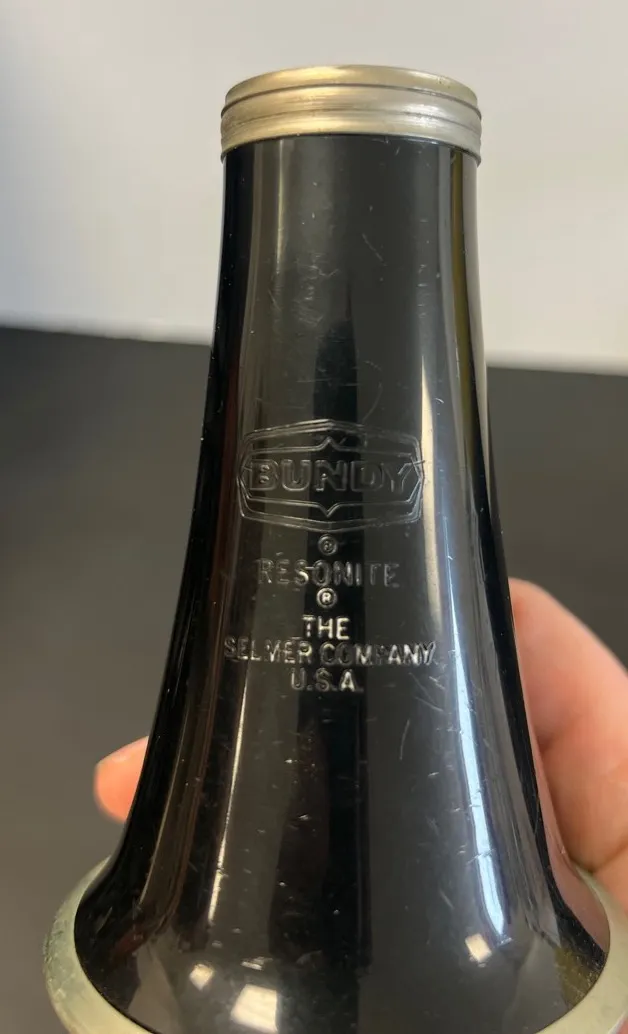 BUNDY
®
RESONITE
®
THE
SELMER COMPANY
U.S.A.